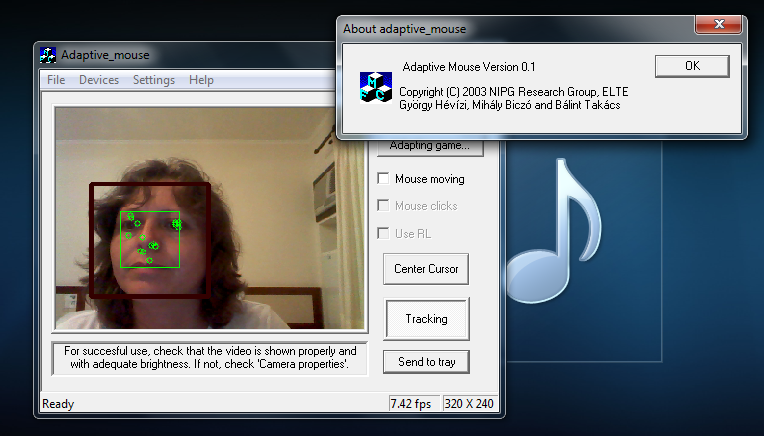 About adaptive_mouse
Adaptive Mouse Version 0.1
OK
Copyright (C) 2003 NIPG Research Group, ELTE
György Hévízi, Mihály Biczó and Bálint Takács
Adaptive_mouse
File Devices Settings Help
Adapting game...
Mouse moving
Mouse clicks
Use RL
Center Cursor
Tracking
Send to tray
For succesful use, check that the video is shown properly and
with adequate brightness. If not, check 'Camera properties'.
Ready
7.42 fps
320 X 240